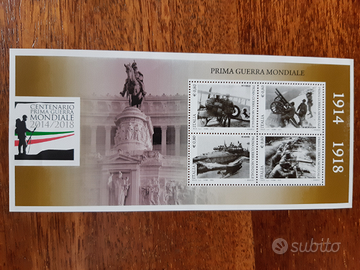 PRIMA GUERRA MONDIALE
CENTENARIO
PRIMA GUERRA
MONDIALE
2014/2018
1914 1918
subito